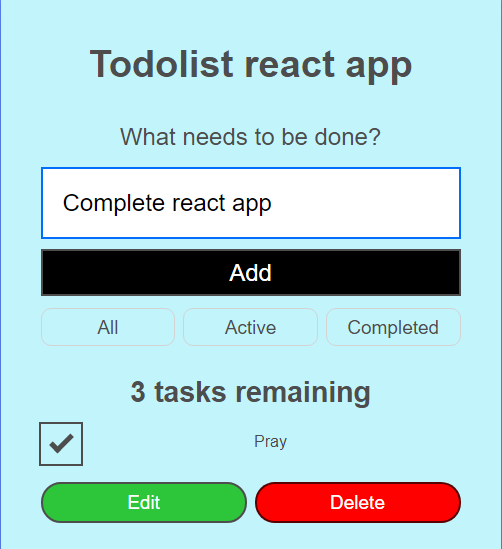 Todolist react app
What needs to be done?
Complete react app
Add
All Active Completed
3 tasks remaining
Pray
Edit Delete